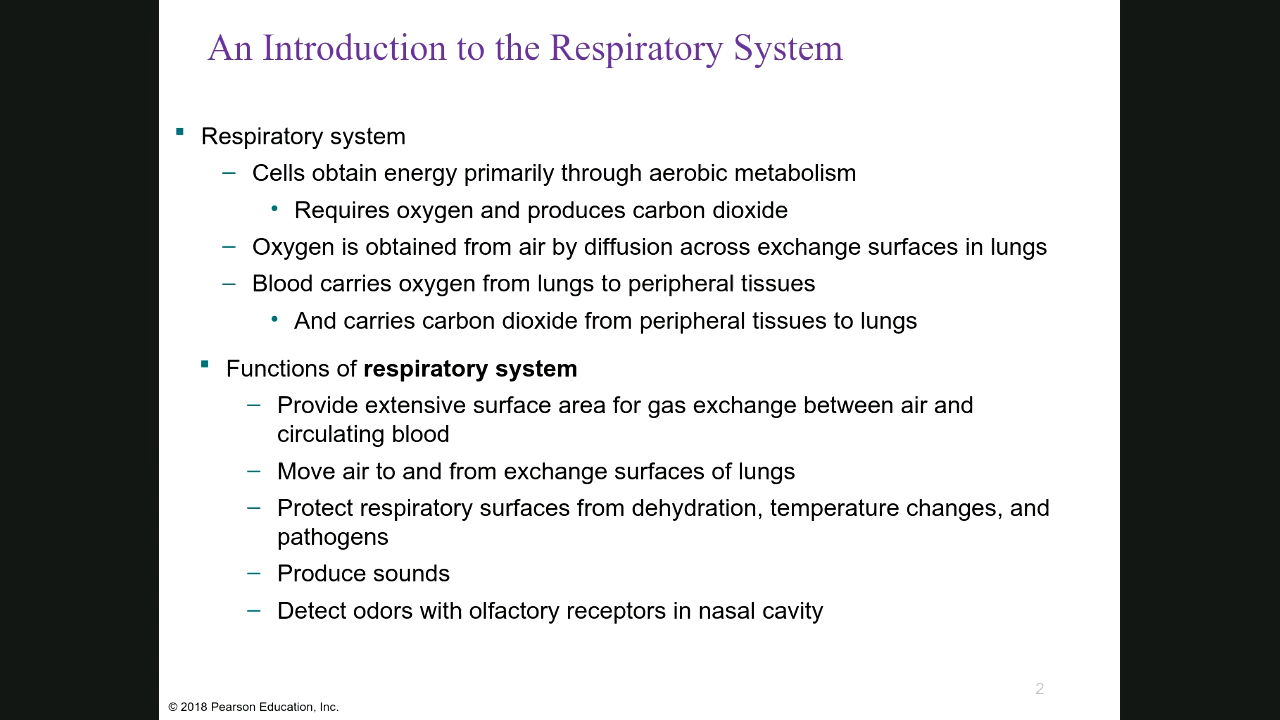 An Introduction to the Respiratory System
▪ Respiratory system
– Cells obtain energy primarily through aerobic metabolism
• Requires oxygen and produces carbon dioxide
– Oxygen is obtained from air by diffusion across exchange surfaces in lungs
– Blood carries oxygen from lungs to peripheral tissues
• And carries carbon dioxide from peripheral tissues to lungs
▪ Functions of respiratory system
– Provide extensive surface area for gas exchange between air and
circulating blood
– Move air to and from exchange surfaces of lungs
– Protect respiratory surfaces from dehydration, temperature changes, and
pathogens
– Produce sounds
– Detect odors with olfactory receptors in nasal cavity
2
© 2018 Pearson Education, Inc.